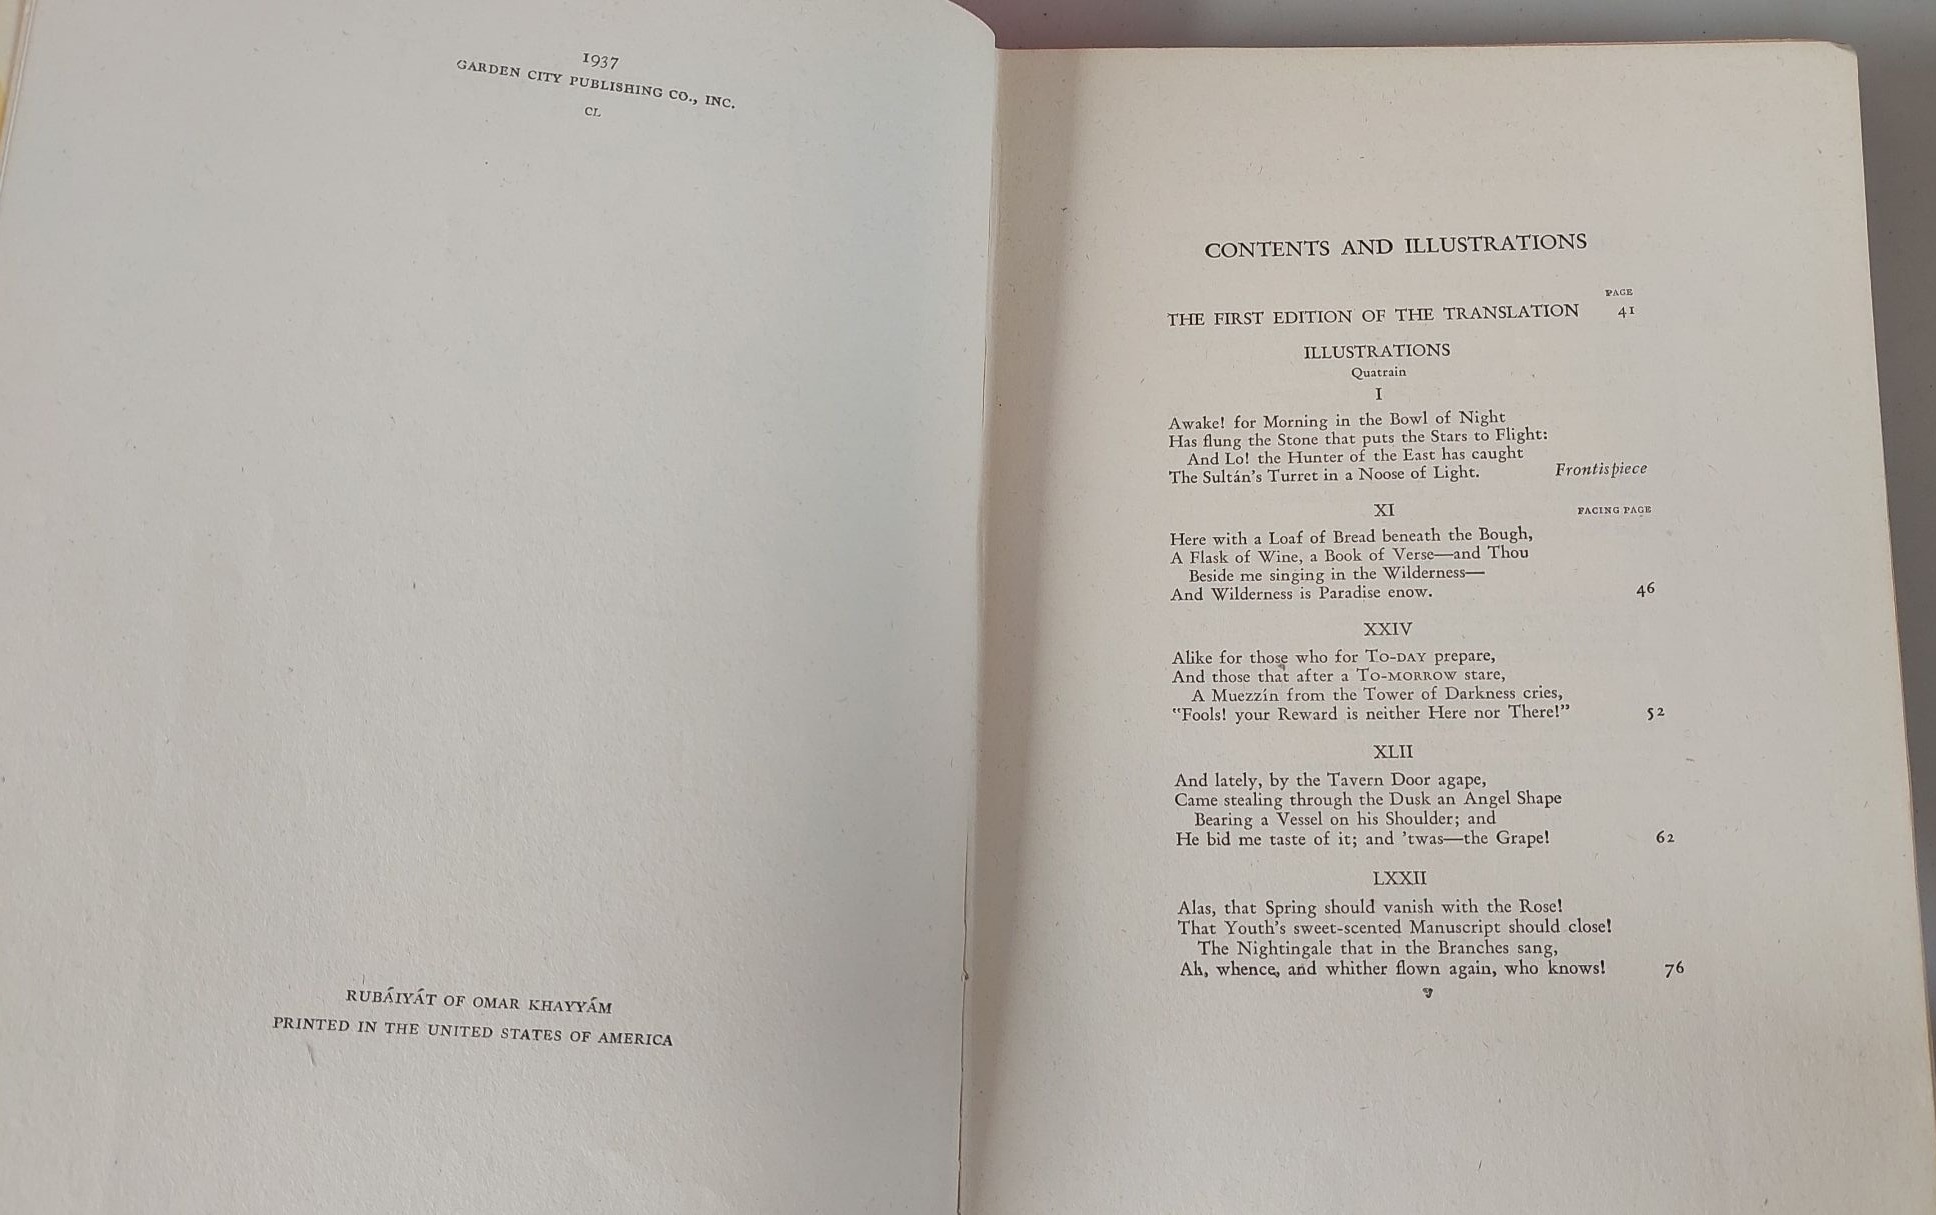 1937
GARDEN CITY PUBLISHING CO., INC.
CL
RUBÁIYÁT OF OMAR KHAYYÁM
PRINTED IN THE UNITED STATES OF AMERICA
CONTENTS AND ILLUSTRATIONS
PAGE
THE FIRST EDITION OF THE TRANSLATION 41
ILLUSTRATIONS
Quatrain
I
Awake! for Morning in the Bowl of Night
Has flung the Stone that puts the Stars to Flight:
And Lo! the Hunter of the East has caught
The Sultán's Turret in a Noose of Light. Frontispiece
XI FACING PAGE
Here with a Loaf of Bread beneath the Bough,
A Flask of Wine, a Book of Verse—and Thou
Beside me singing in the Wilderness—
And Wilderness is Paradise enow. 46
XXIV
Alike for those who for TO-DAY prepare,
And those that after a TO-MORROW stare,
A Muezzín from the Tower of Darkness cries,
"Fools! your Reward is neither Here nor There!" 52
XLII
And lately, by the Tavern Door agape,
Came stealing through the Dusk an Angel Shape
Bearing a Vessel on his Shoulder; and
He bid me taste of it; and 'twas—the Grape! 62
LXXII
Alas, that Spring should vanish with the Rose!
That Youth's sweet-scented Manuscript should close!
The Nightingale that in the Branches sang,
Ah, whence, and whither flown again, who knows! 76